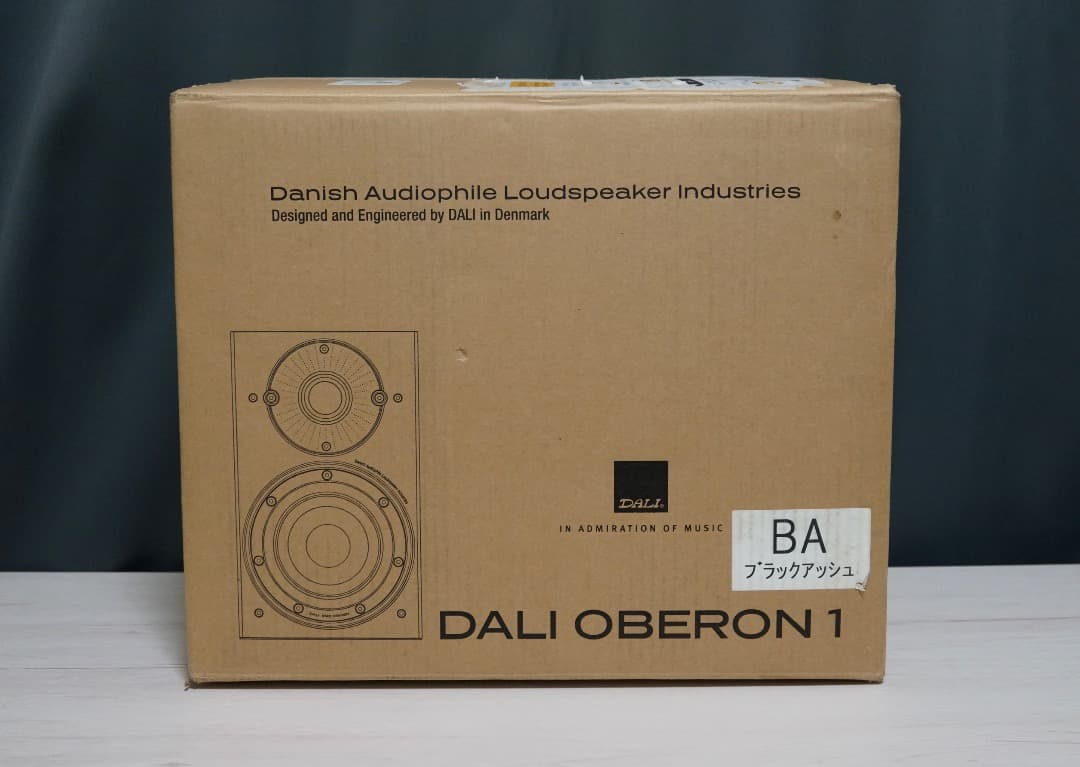 Danish Audiophile Loudspeaker Industries
Designed and Engineered by DALI in Denmark
DALI
IN ADMIRATION OF MUSIC
BA
ブラックアッシュ
DALI OBERON 1